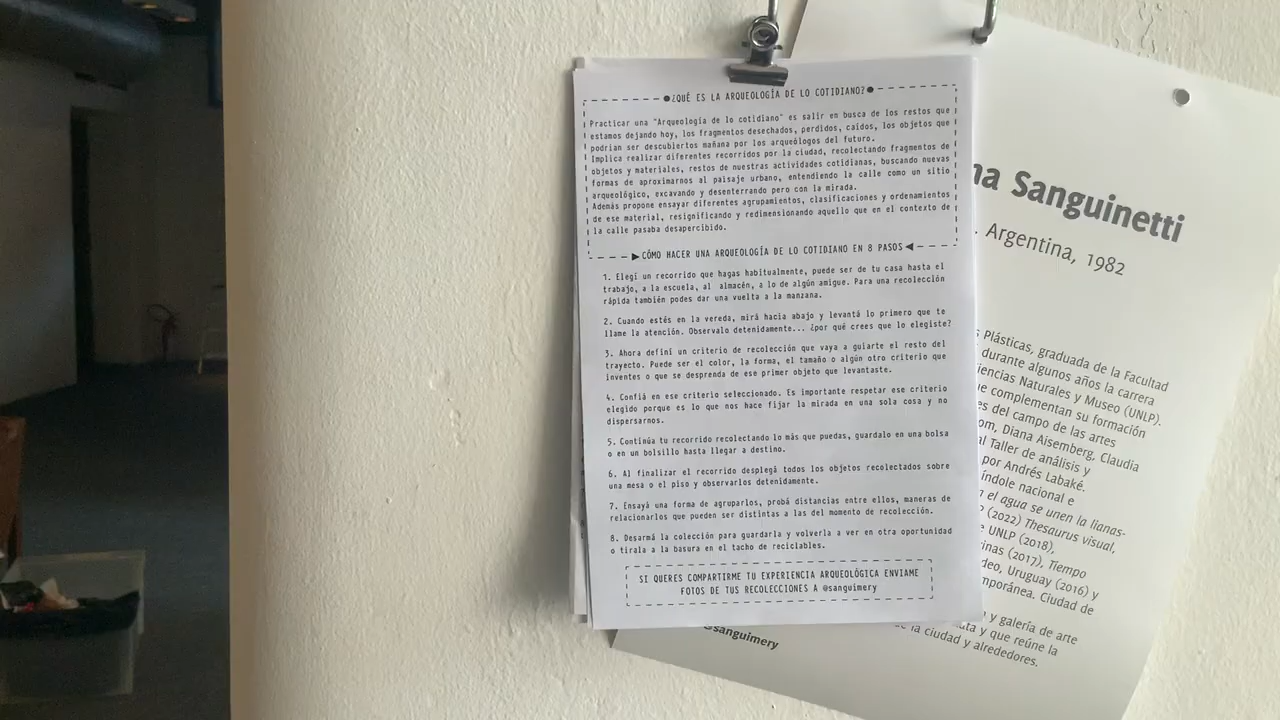 ¿QUÉ ES LA ARQUEOLOGÍA DE LO COTIDIANO?
Practicar una "Arqueología de lo cotidiano" es salir en busca de los restos que
estamos dejando hoy, los fragmentos desechados, perdidos, caídos, los objetos que
podrían ser descubiertos mañana por los arqueólogos del futuro.
Implica realizar diferentes recorridos por la ciudad, recolectando fragmentos de
objetos y materiales, restos de nuestras actividades cotidianas, buscando nuevas
formas de aproximarnos al paisaje urbano, entendiendo la calle como un sitio
arqueológico, excavando y desenterrando pero con la mirada.
Además propone ensayar diferentes agrupamientos, clasificaciones y ordenamientos
de ese material, resignificando y redimensionando aquello que en el contexto de
la calle pasaba desapercibido.
CÓMO HACER UNA ARQUEOLOGÍA DE LO COTIDIANO EN 8 PASOS
1. Elegí un recorrido que hagas habitualmente, puede ser de tu casa hasta el
trabajo, a la escuela, al almacén, a lo de algún amigue. Para una recolección
rápida también podes dar una vuelta a la manzana.
2. Cuando estés en la vereda, mirá hacia abajo y levantá lo primero que te
llame la atención. Observalo detenidamente... ¿por qué crees que lo elegiste?
3. Ahora definí un criterio de recolección que vaya a guiarte el resto del
trayecto. Puede ser el color, la forma, el tamaño o algún otro criterio que
inventes o que se desprenda de ese primer objeto que levantaste.
4. Confiá en ese criterio seleccionado. Es importante respetar ese criterio
elegido porque es lo que nos hace fijar la mirada en una sola cosa y no
dispersarnos.
5. Continúa tu recorrido recolectando lo más que puedas, guardalo en una bolsa
o en un bolsillo hasta llegar a destino.
6. Al finalizar el recorrido desplegá todos los objetos recolectados sobre
una mesa o el piso y observarlos detenidamente.
7. Ensayá una forma de agruparlos, probá distancias entre ellos, maneras de
relacionarlos que pueden ser distintas a las del momento de recolección.
8. Desarmá la colección para guardarla y volverla a ver en otra oportunidad
o tirala a la basura en el tacho de reciclables.
SI QUERES COMPARTIRME TU EXPERIENCIA ARQUEOLÓGICA ENVIAME
FOTOS DE TUS RECOLECCIONES A @sanguimery
na Sanguinetti
. Argentina, 1982
s Plásticas, graduada de la Facultad
durante algunos años la carrera
iencias Naturales y Museo (UNLP).
ue complementan su formación
es del campo de las artes
om, Diana Aisemberg, Claudia
al Taller de análisis y
por Andrés Labaké.
índole nacional e
n el agua se unen la lianas-
o (2022) Thesaurus visual,
e UNLP (2018),
rinas (2017), Tiempo
deo, Uruguay (2016) y
mporánea. Ciudad de
y galería de arte
ata y que reúne la
de la ciudad y alrededores.
@sanguimery